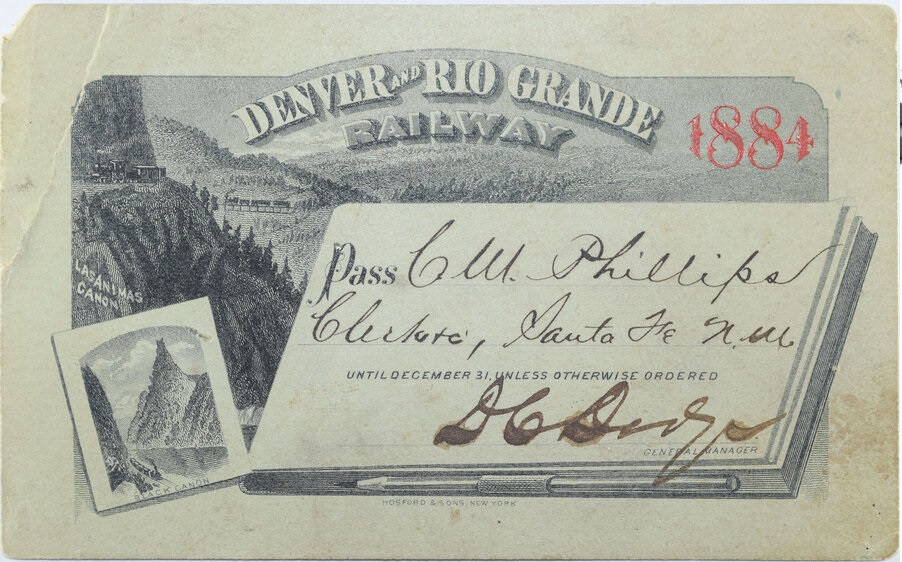 DENVER AND RIO GRANDE
RAILWAY
1884
LAS ANIMAS
CANON
Pass C M. Phillips
Santa Fe N. M.
UNTIL DECEMBER 31, UNLESS OTHERWISE ORDERED
D C Dodge
GENERAL MANAGER
BLACK CANON
HOSFORD & SONS, NEW YORK